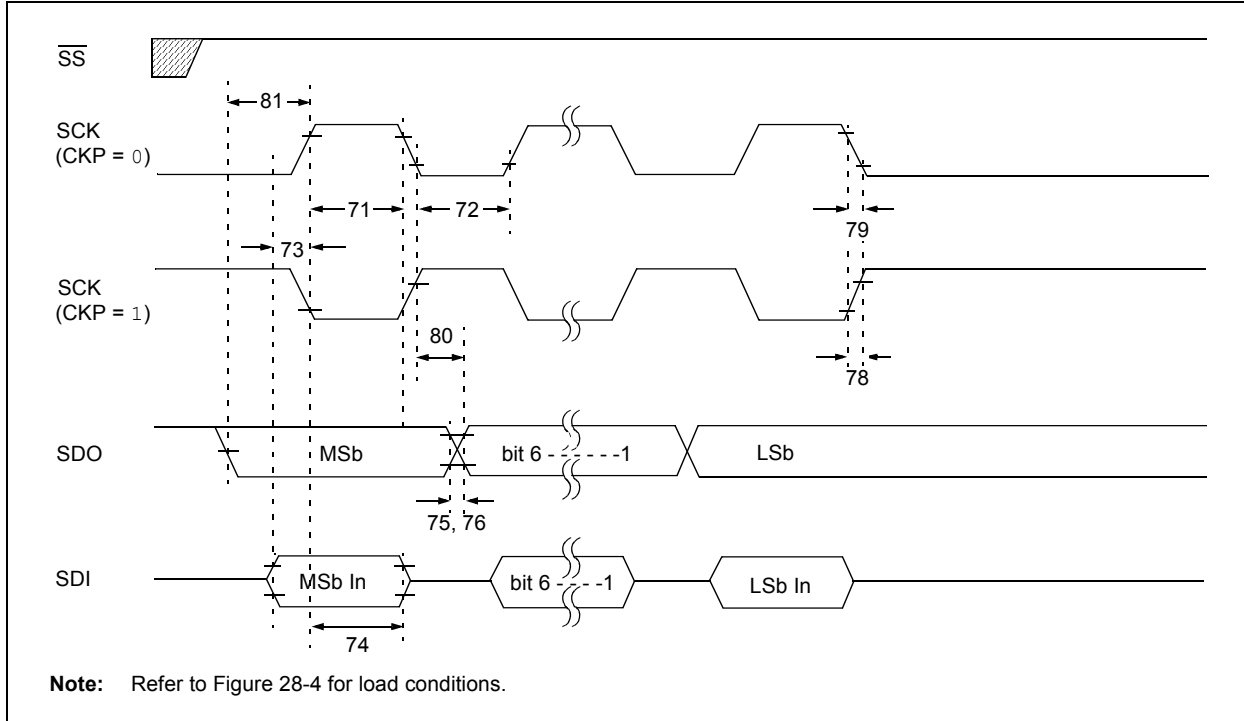 SS
81
SCK
(CKP = 0)
71
72
79
73
SCK
(CKP = 1)
80
78
SDO
MSb
bit 6 - - - - - -1
LSb
75, 76
SDI
MSb In
bit 6 - - - - -1
LSb In
74
Note: Refer to Figure 28-4 for load conditions.